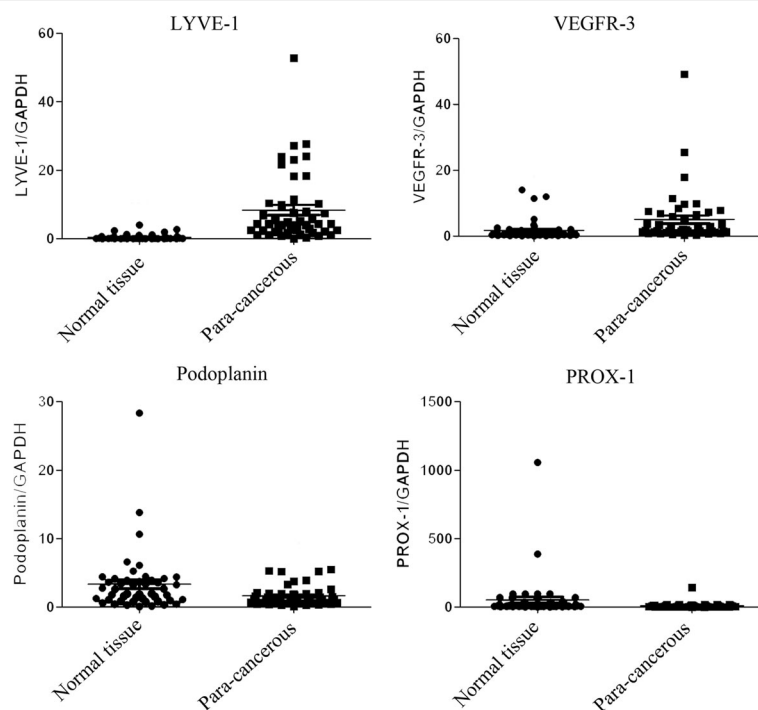 LYVE-1
LYVE-1/GAPDH
60
40
20
0
Normal tissue
Para-cancerous
VEGFR-3
VEGFR-3/GAPDH
60
40
20
0
Normal tissue
Para-cancerous
Podoplanin
Podoplanin/GAPDH
30
20
10
0
Normal tissue
Para-cancerous
PROX-1
PROX-1/GAPDH
1500
1000
500
0
Normal tissue
Para-cancerous